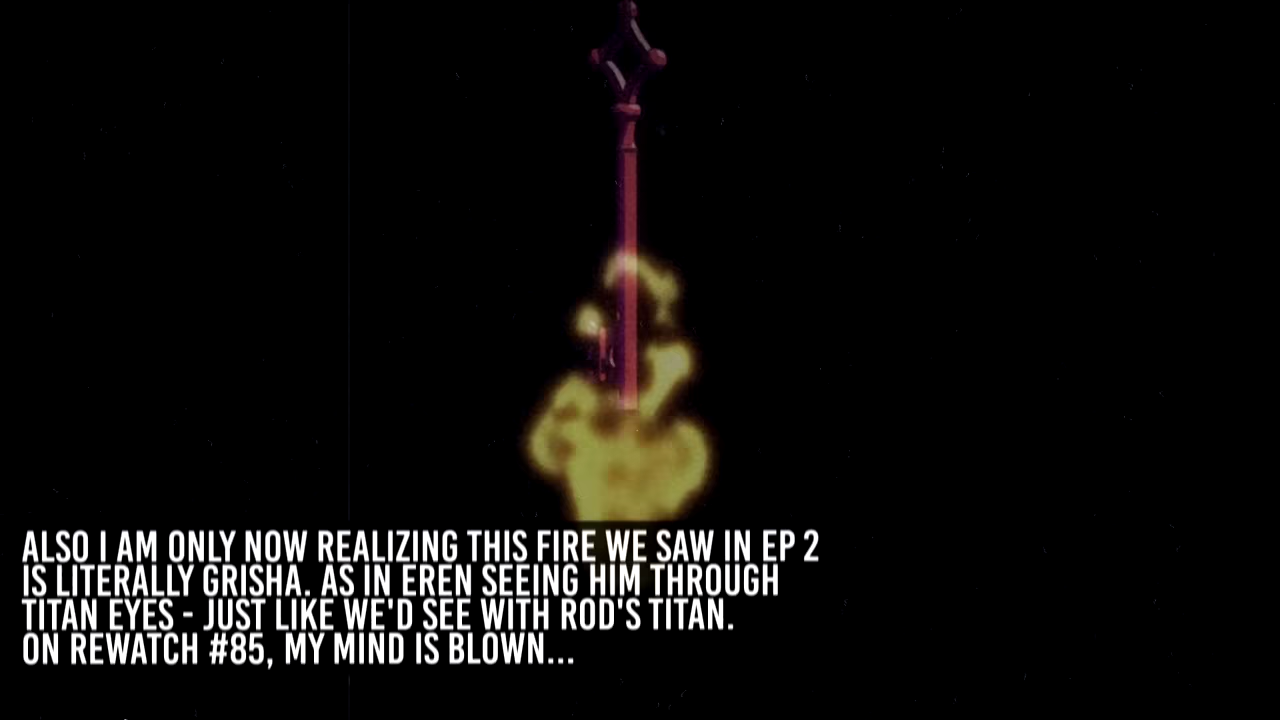 ALSO I AM ONLY NOW REALIZING THIS FIRE WE SAW IN EP 2
IS LITERALLY GRISHA. AS IN EREN SEEING HIM THROUGH
TITAN EYES - JUST LIKE WE'D SEE WITH ROD'S TITAN.
ON REWATCH #85, MY MIND IS BLOWN...